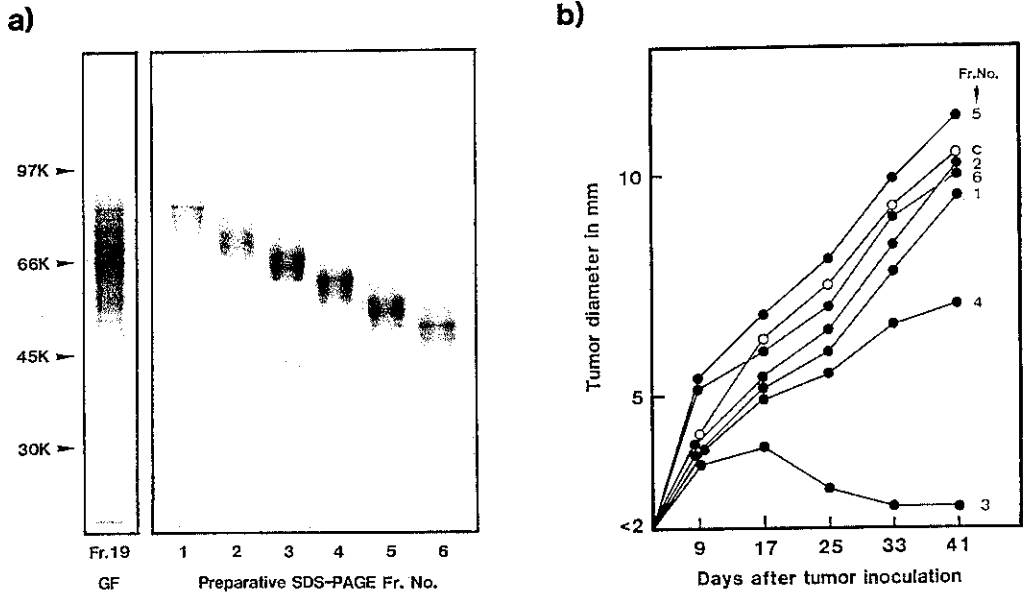 a)
97K
66K
45K
30K
Fr.19
GF
1 2 3 4 5 6
Preparative SDS-PAGE Fr. No.
b)
Fr.No.
5
C
2
6
1
4
3
10
5
<2
Tumor diameter in mm
9 17 25 33 41
Days after tumor inoculation